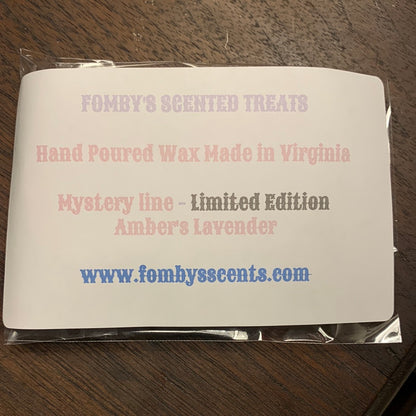 FOMBY'S SCENTED TREATS
Hand Poured Wax Made in Virginia
Mystery line - Limited Edition
Amber's Lavender
www.fombysscents.com